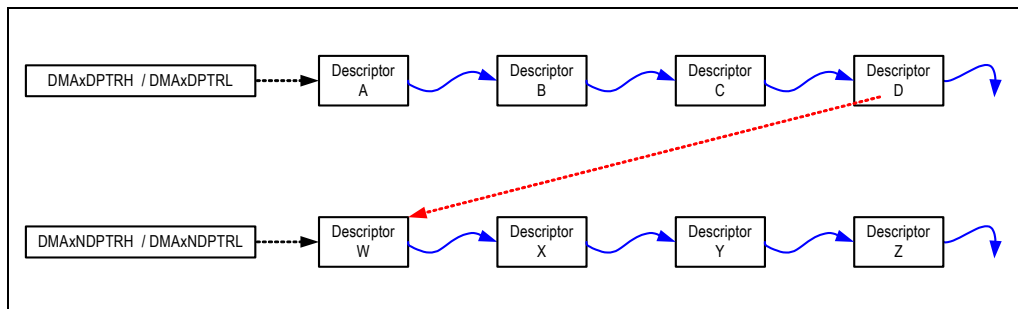 DMAxDPTRH / DMAxDPTRL
Descriptor
A
Descriptor
B
Descriptor
C
Descriptor
D
DMAxNDPTRH / DMAxNDPTRL
Descriptor
W
Descriptor
X
Descriptor
Y
Descriptor
Z